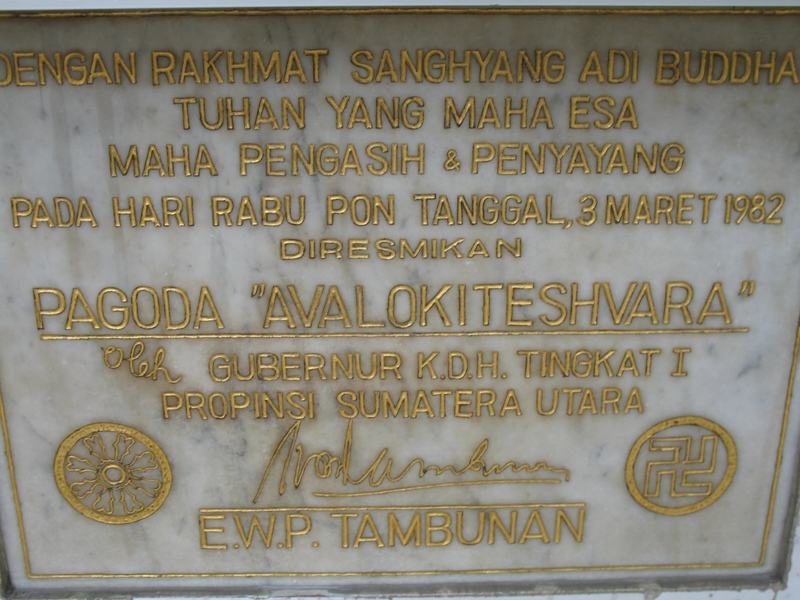 DENGAN RAKHMAT SANGHYANG ADI BUDDHA
TUHAN YANG MAHA ESA
MAHA PENGASIH & PENYAYANG
PADA HARI RABU PON TANGGAL, 3 MARET 1982
DIRESMIKAN
PAGODA "AVALOKITESHVARA"
Oleh GUBERNUR K.D.H. TINGKAT I
PROPINSI SUMATERA UTARA
E.W.P. TAMBUNAN